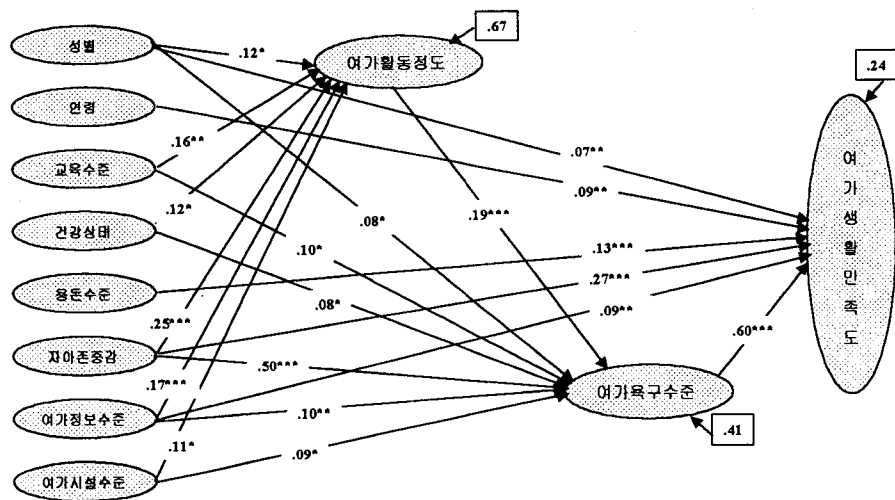 성별
연령
교육수준
건강상태
용돈수준
자아존중감
여가정보수준
여가시설수준
여가활동정도
여가욕구수준
여
가
생
활
만
족
도
.67
.24
.41
.12*
.16**
.12*
.25***
.17***
.11*
.08*
.10*
.08*
.50***
.10**
.09*
.19***
.07**
.09**
.13***
.27***
.09**
.60***